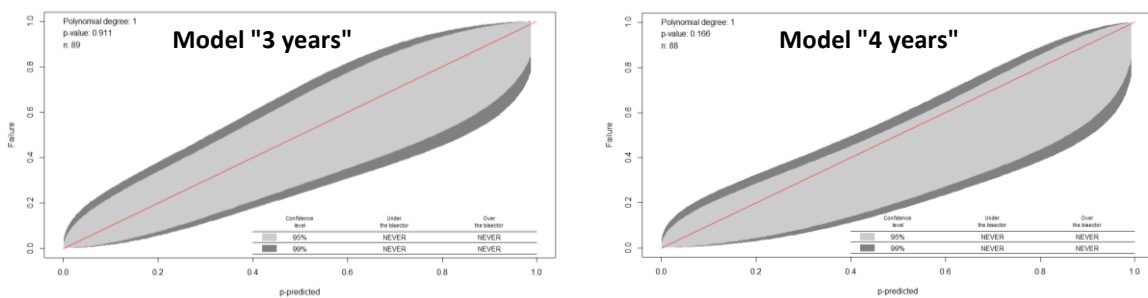 Polynomial degree: 1
p-value: 0.911
n: 89
Model "3 years"
Failure
1.0
0.8
0.6
0.4
0.2
0.0
Confidence level Under the bisector Over the bisector
95% NEVER NEVER
99% NEVER NEVER
0.0 0.2 0.4 0.6 0.8 1.0
p-predicted
Polynomial degree: 1
p-value: 0.166
n: 88
Model "4 years"
Failure
1.0
0.8
0.6
0.4
0.2
0.0
Confidence level Under the bisector Over the bisector
95% NEVER NEVER
99% NEVER NEVER
0.0 0.2 0.4 0.6 0.8 1.0
p-predicted